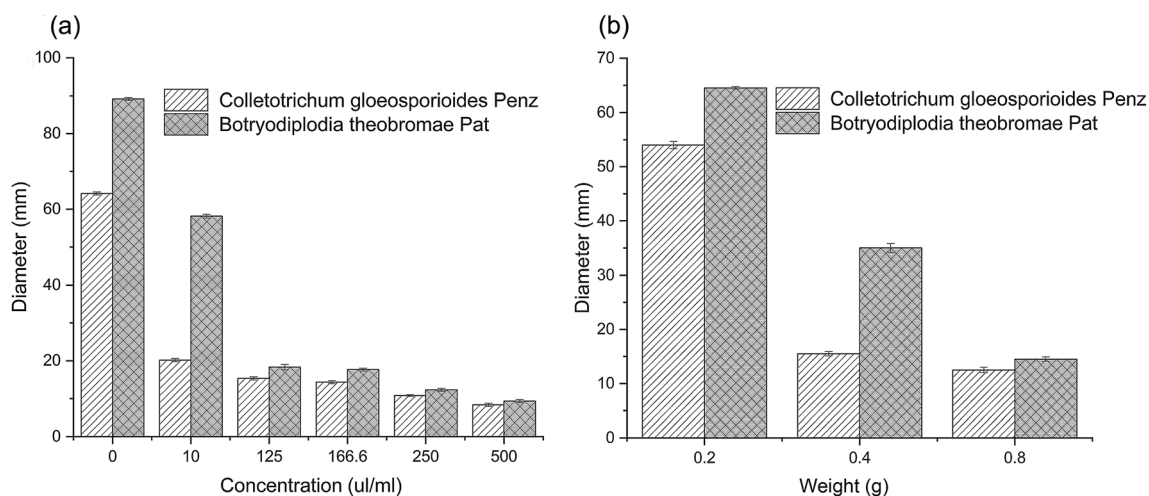 (a)
100
80
60
40
20
0
Diameter (mm)
Colletotrichum gloeosporioides Penz
Botryodiplodia theobromae Pat
0 10 125 166.6 250 500
Concentration (ul/ml)
(b)
70
60
50
40
30
20
10
0
Diameter (mm)
Colletotrichum gloeosporioides Penz
Botryodiplodia theobromae Pat
0.2 0.4 0.8
Weight (g)